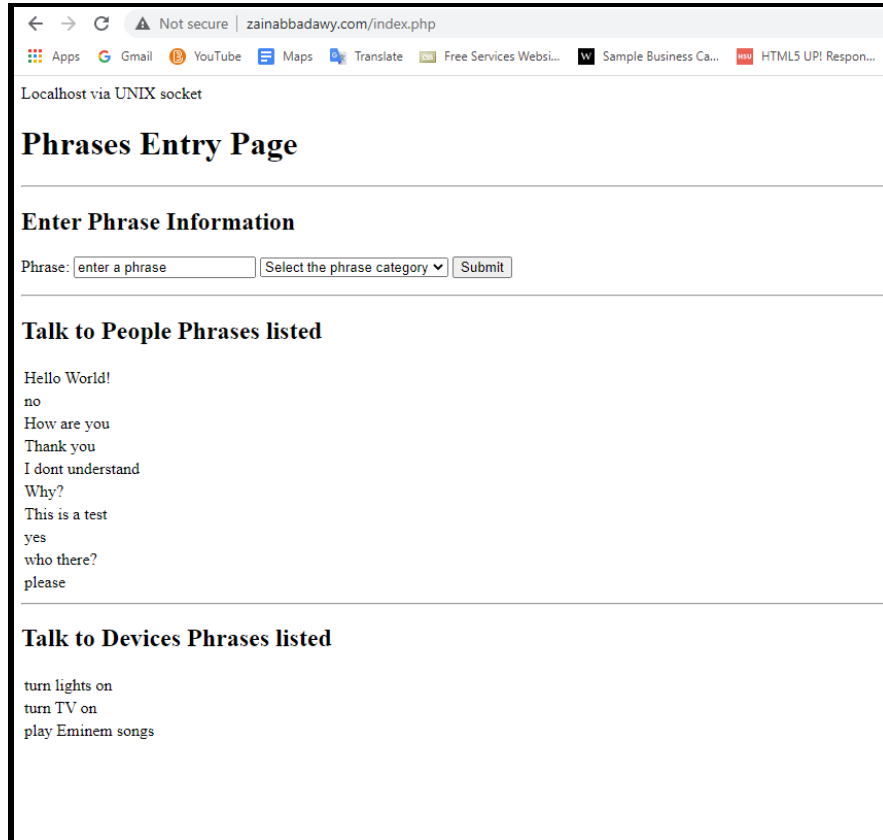 Not secure | zainabbadawy.com/index.php
Apps Gmail YouTube Maps Translate css Free Services Websi... W Sample Business Ca... HSU HTML5 UP! Respon...
Localhost via UNIX socket
Phrases Entry Page
Enter Phrase Information
Phrase: enter a phrase Select the phrase category Submit
Talk to People Phrases listed
Hello World!
no
How are you
Thank you
I dont understand
Why?
This is a test
yes
who there?
please
Talk to Devices Phrases listed
turn lights on
turn TV on
play Eminem songs